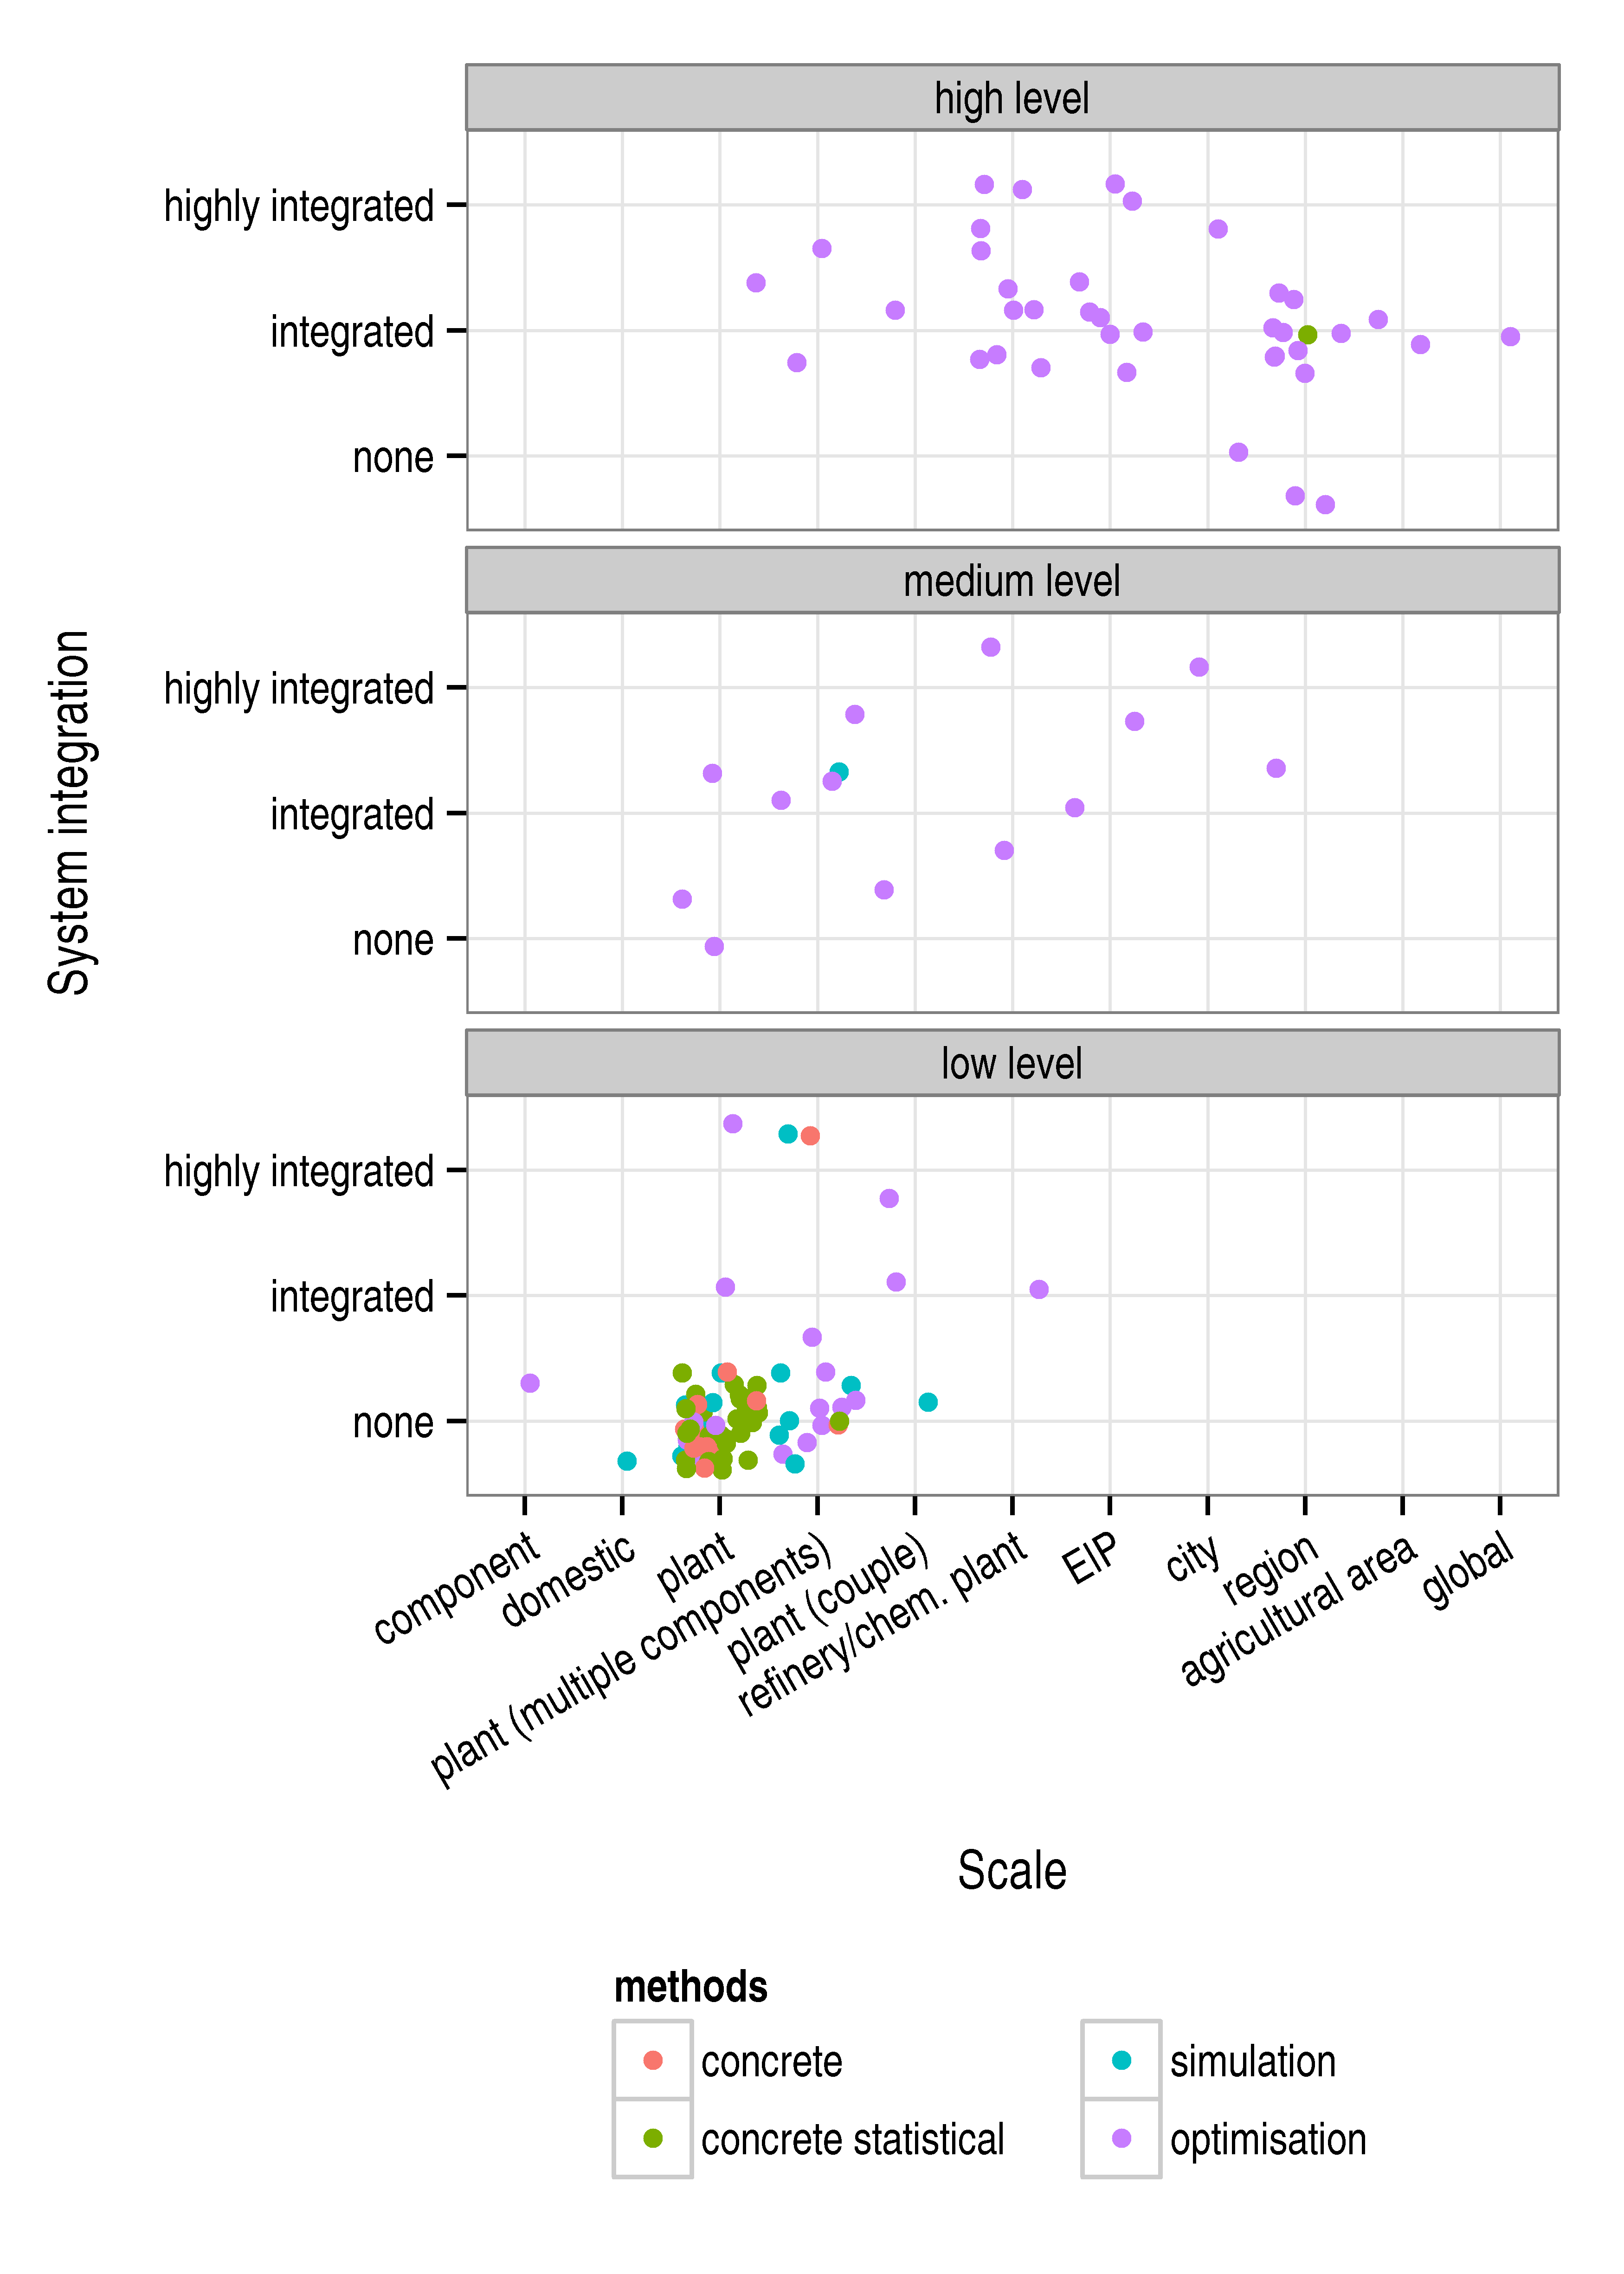 high level
highly integrated
integrated
none
medium level
highly integrated
integrated
none
System integration
low level
highly integrated
integrated
none
component
domestic
plant
plant (multiple components)
plant (couple)
refinery/chem. plant
EIP
city
region
agricultural area
global
Scale
methods
concrete
simulation
concrete statistical
optimisation